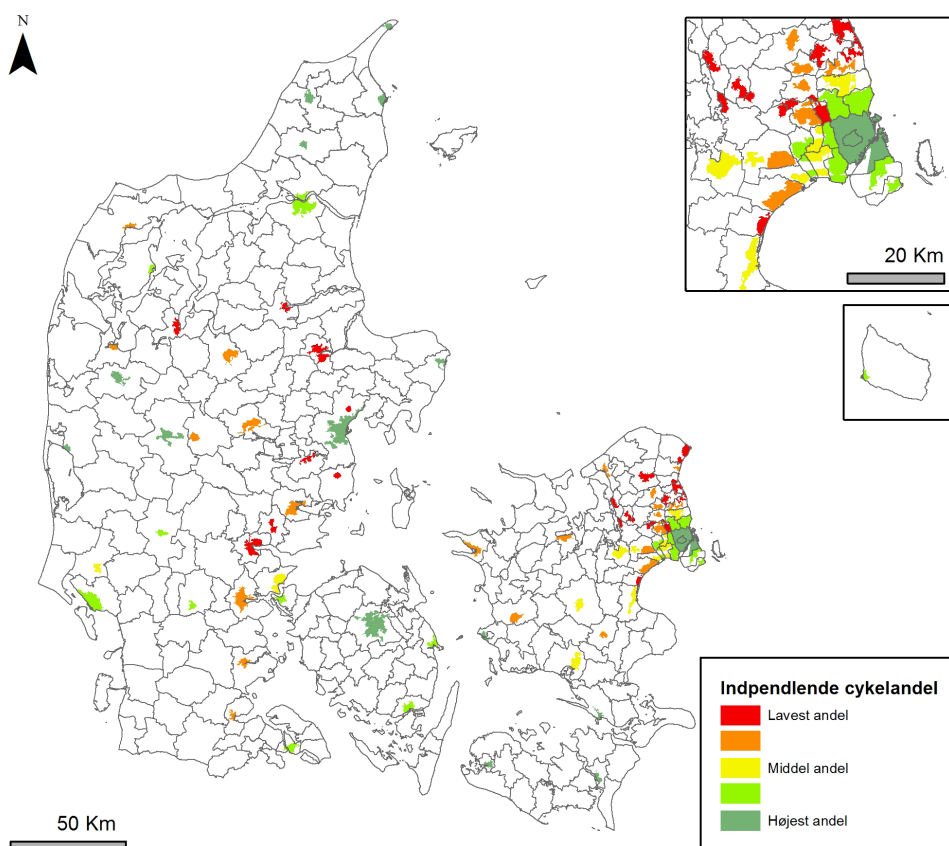 N
20 Km
Indpendlende cykelandel
Lavest andel
Middel andel
Højest andel
50 Km